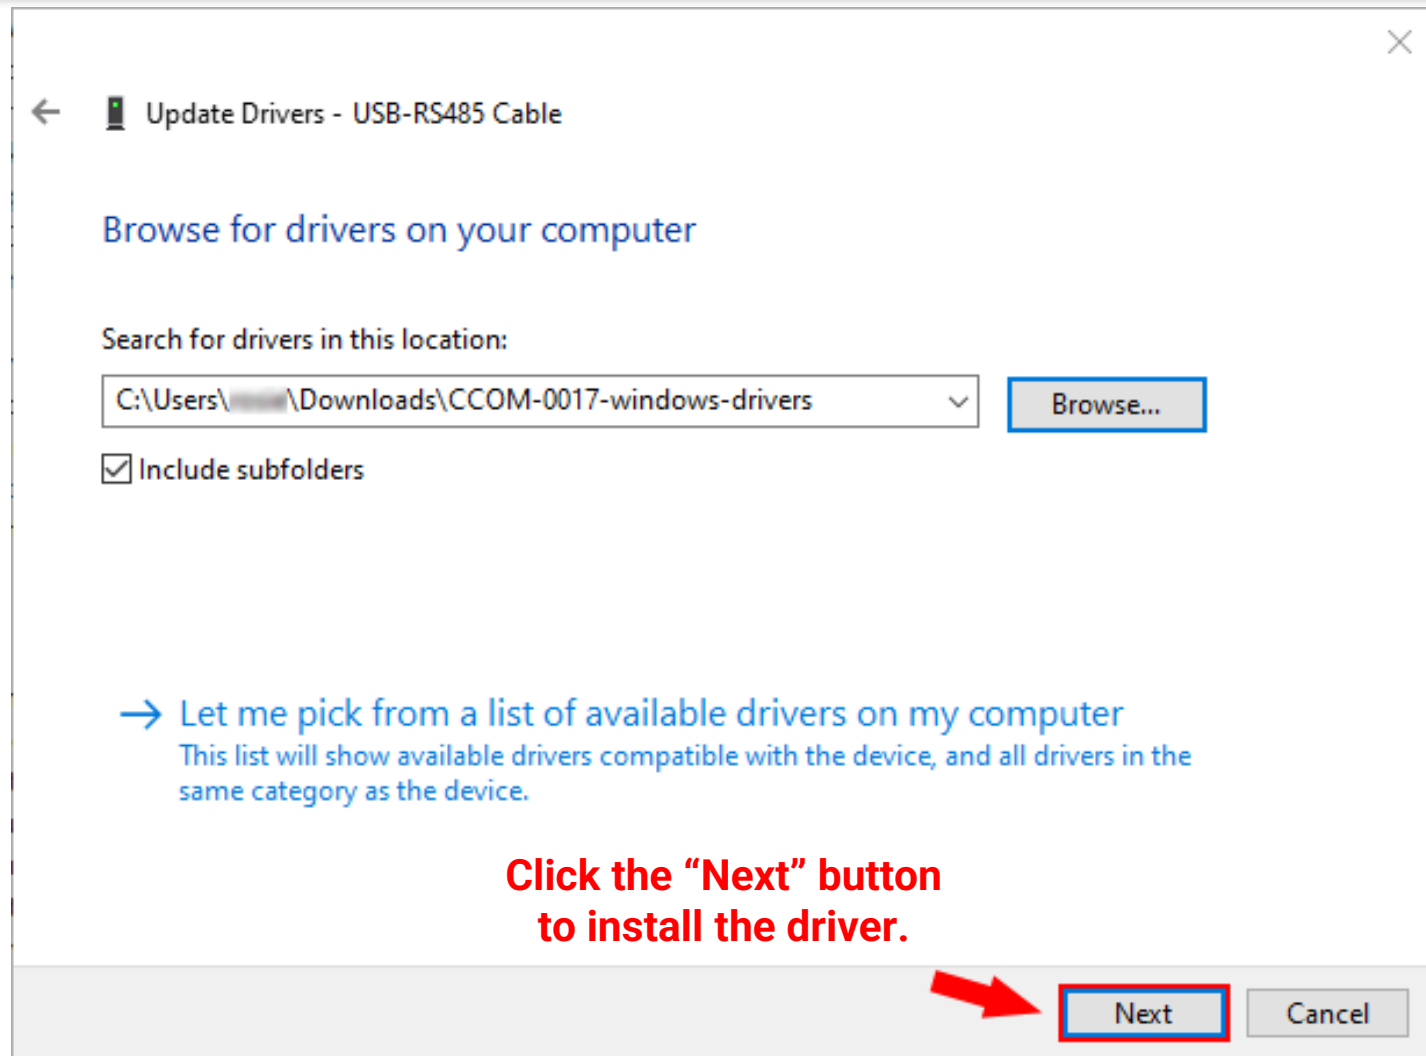 Update Drivers - USB-RS485 Cable
Browse for drivers on your computer
Search for drivers in this location:
C:\Users\ \Downloads\CCOM-0017-windows-drivers
Browse...
Include subfolders
Let me pick from a list of available drivers on my computer
This list will show available drivers compatible with the device, and all drivers in the
same category as the device.
Click the “Next” button
to install the driver.
Next
Cancel